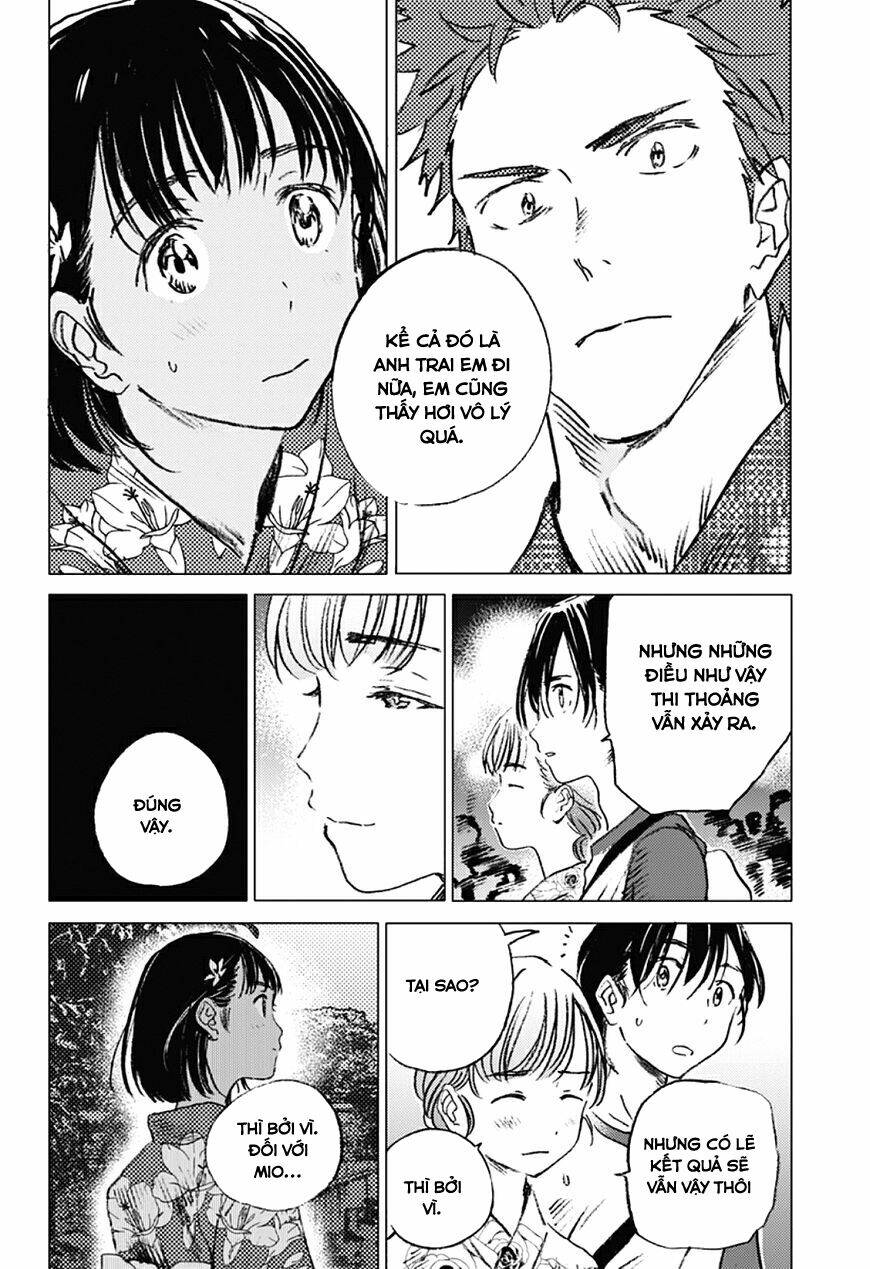 KỂ CẢ ĐÓ LÀ
ANH TRAI EM ĐI
NỮA, EM CŨNG
THẤY HƠI VÔ LÝ
QUÁ.
NHƯNG NHỮNG
ĐIỀU NHƯ VẬY
THI THOẢNG
VẪN XẢY RA.
ĐÚNG
VẬY.
TẠI SAO?
NHƯNG CÓ LẼ
KẾT QUẢ SẼ
VẪN VẬY THÔI
THÌ BỞI
VÌ.
THÌ BỞI VÌ.
ĐỐI VỚI
MIO...